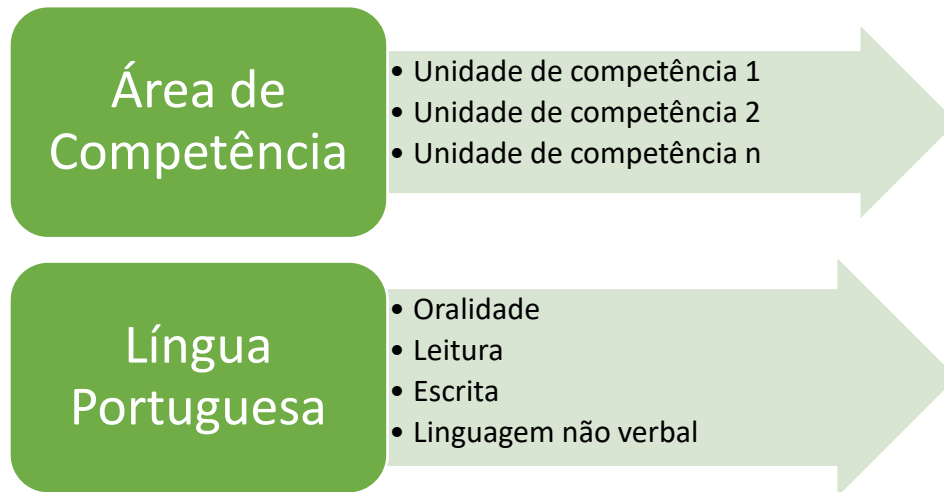 Área de
Competência
• Unidade de competência 1
• Unidade de competência 2
• Unidade de competência n
Língua
Portuguesa
• Oralidade
• Leitura
• Escrita
• Linguagem não verbal